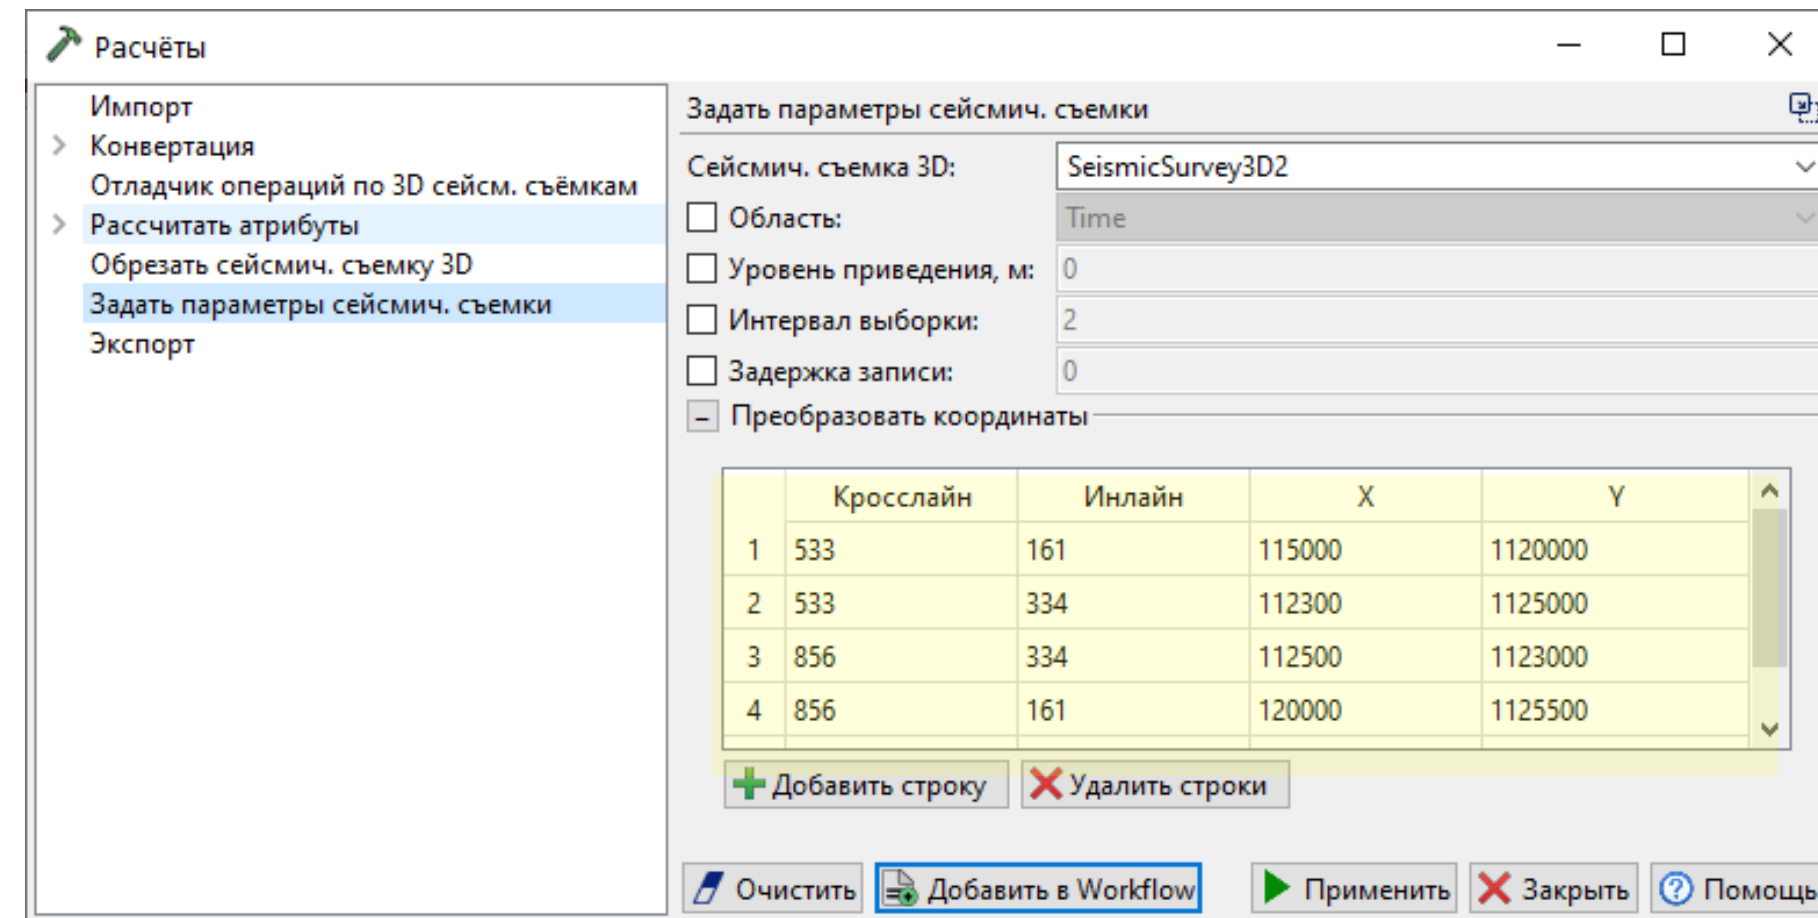 Расчёты
Импорт
Конвертация
Отладчик операций по 3D сейсм. съёмкам
Рассчитать атрибуты
Обрезать сейсмич. съемку 3D
Задать параметры сейсмич. съемки
Экспорт
Задать параметры сейсмич. съемки
Сейсмич. съемка 3D: SeismicSurvey3D2
Область: Time
Уровень приведения, м: 0
Интервал выборки: 2
Задержка записи: 0
Преобразовать координаты
Кросслайн Инлайн X Y
1 533 161 115000 1120000
2 533 334 112300 1125000
3 856 334 112500 1123000
4 856 161 120000 1125500
Добавить строку Удалить строки
Очистить Добавить в Workflow Применить Закрыть Помощь